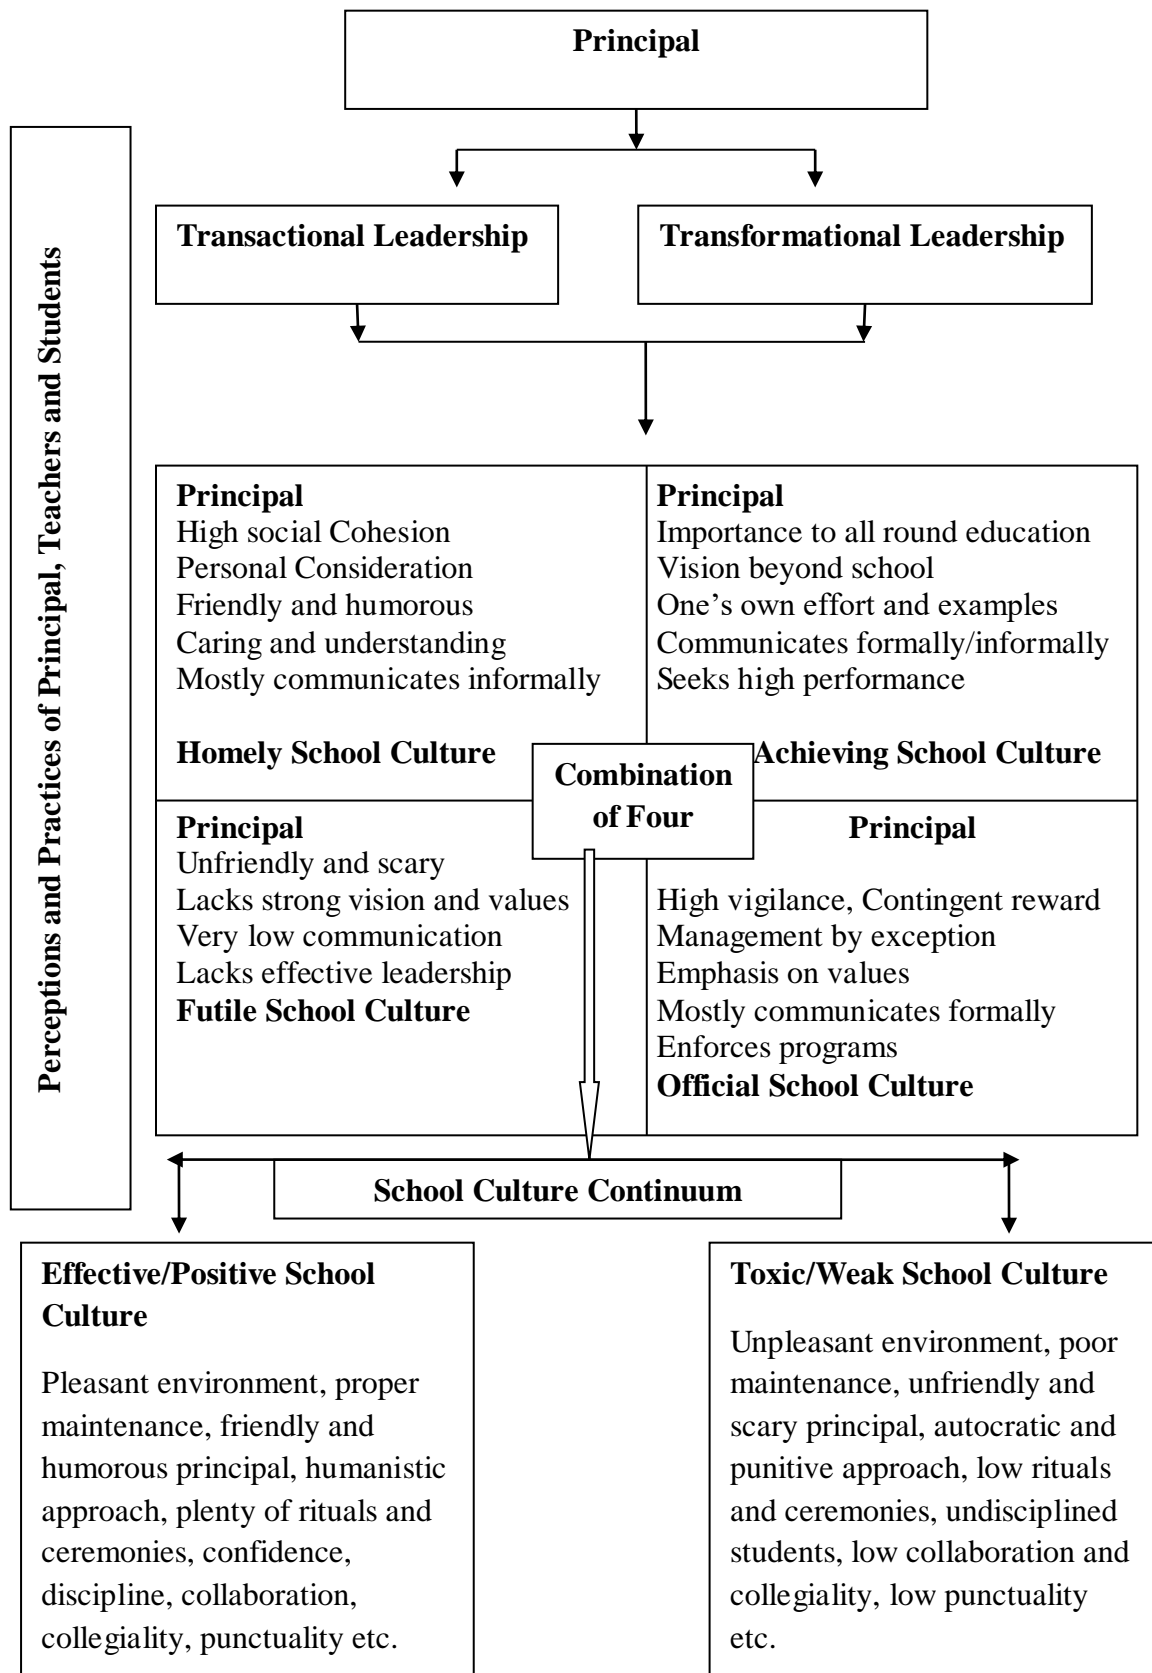 Principal
Perceptions and Practices of Principal, Teachers and Students
Transactional Leadership
Transformational Leadership
Principal
High social Cohesion
Personal Consideration
Friendly and humorous
Caring and understanding
Mostly communicates informally
Homely School Culture
Principal
Importance to all round education
Vision beyond school
One’s own effort and examples
Communicates formally/informally
Seeks high performance
Achieving School Culture
Combination
of Four
Principal
Unfriendly and scary
Lacks strong vision and values
Very low communication
Lacks effective leadership
Futile School Culture
Principal
High vigilance, Contingent reward
Management by exception
Emphasis on values
Mostly communicates formally
Enforces programs
Official School Culture
School Culture Continuum
Effective/Positive School
Culture
Pleasant environment, proper
maintenance, friendly and
humorous principal, humanistic
approach, plenty of rituals and
ceremonies, confidence,
discipline, collaboration,
collegiality, punctuality etc.
Toxic/Weak School Culture
Unpleasant environment, poor
maintenance, unfriendly and
scary principal, autocratic and
punitive approach, low rituals
and ceremonies, undisciplined
students, low collaboration and
collegiality, low punctuality
etc.